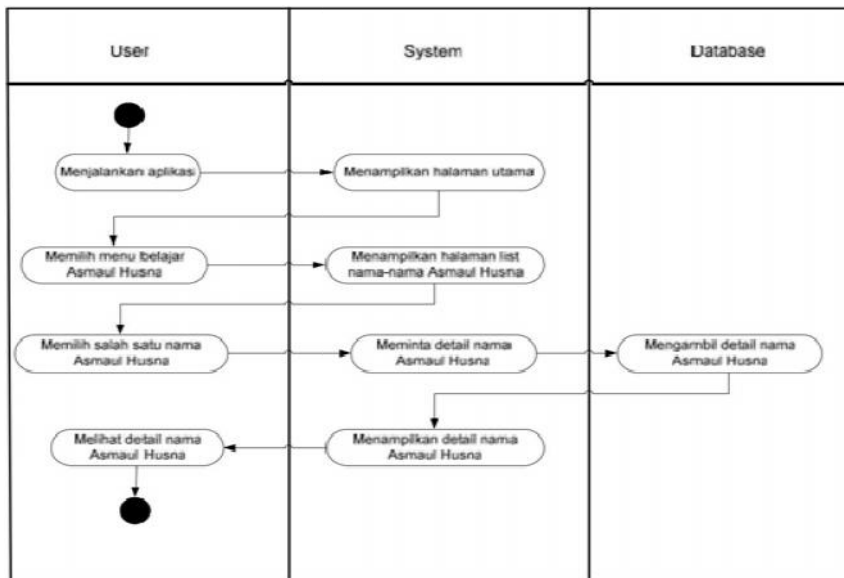 User
System
Database
Menjalankan aplikasi
Menampilkan halaman utama
Memilih menu belajar
Asmaul Husna
Menampilkan halaman list
nama-nama Asmaul Husna
Memilih salah satu nama
Asmaul Husna
Meminta detail nama
Asmaul Husna
Mengambil detail nama
Asmaul Husna
Melihat detail nama
Asmaul Husna
Menampilkan detail nama
Asmaul Husna